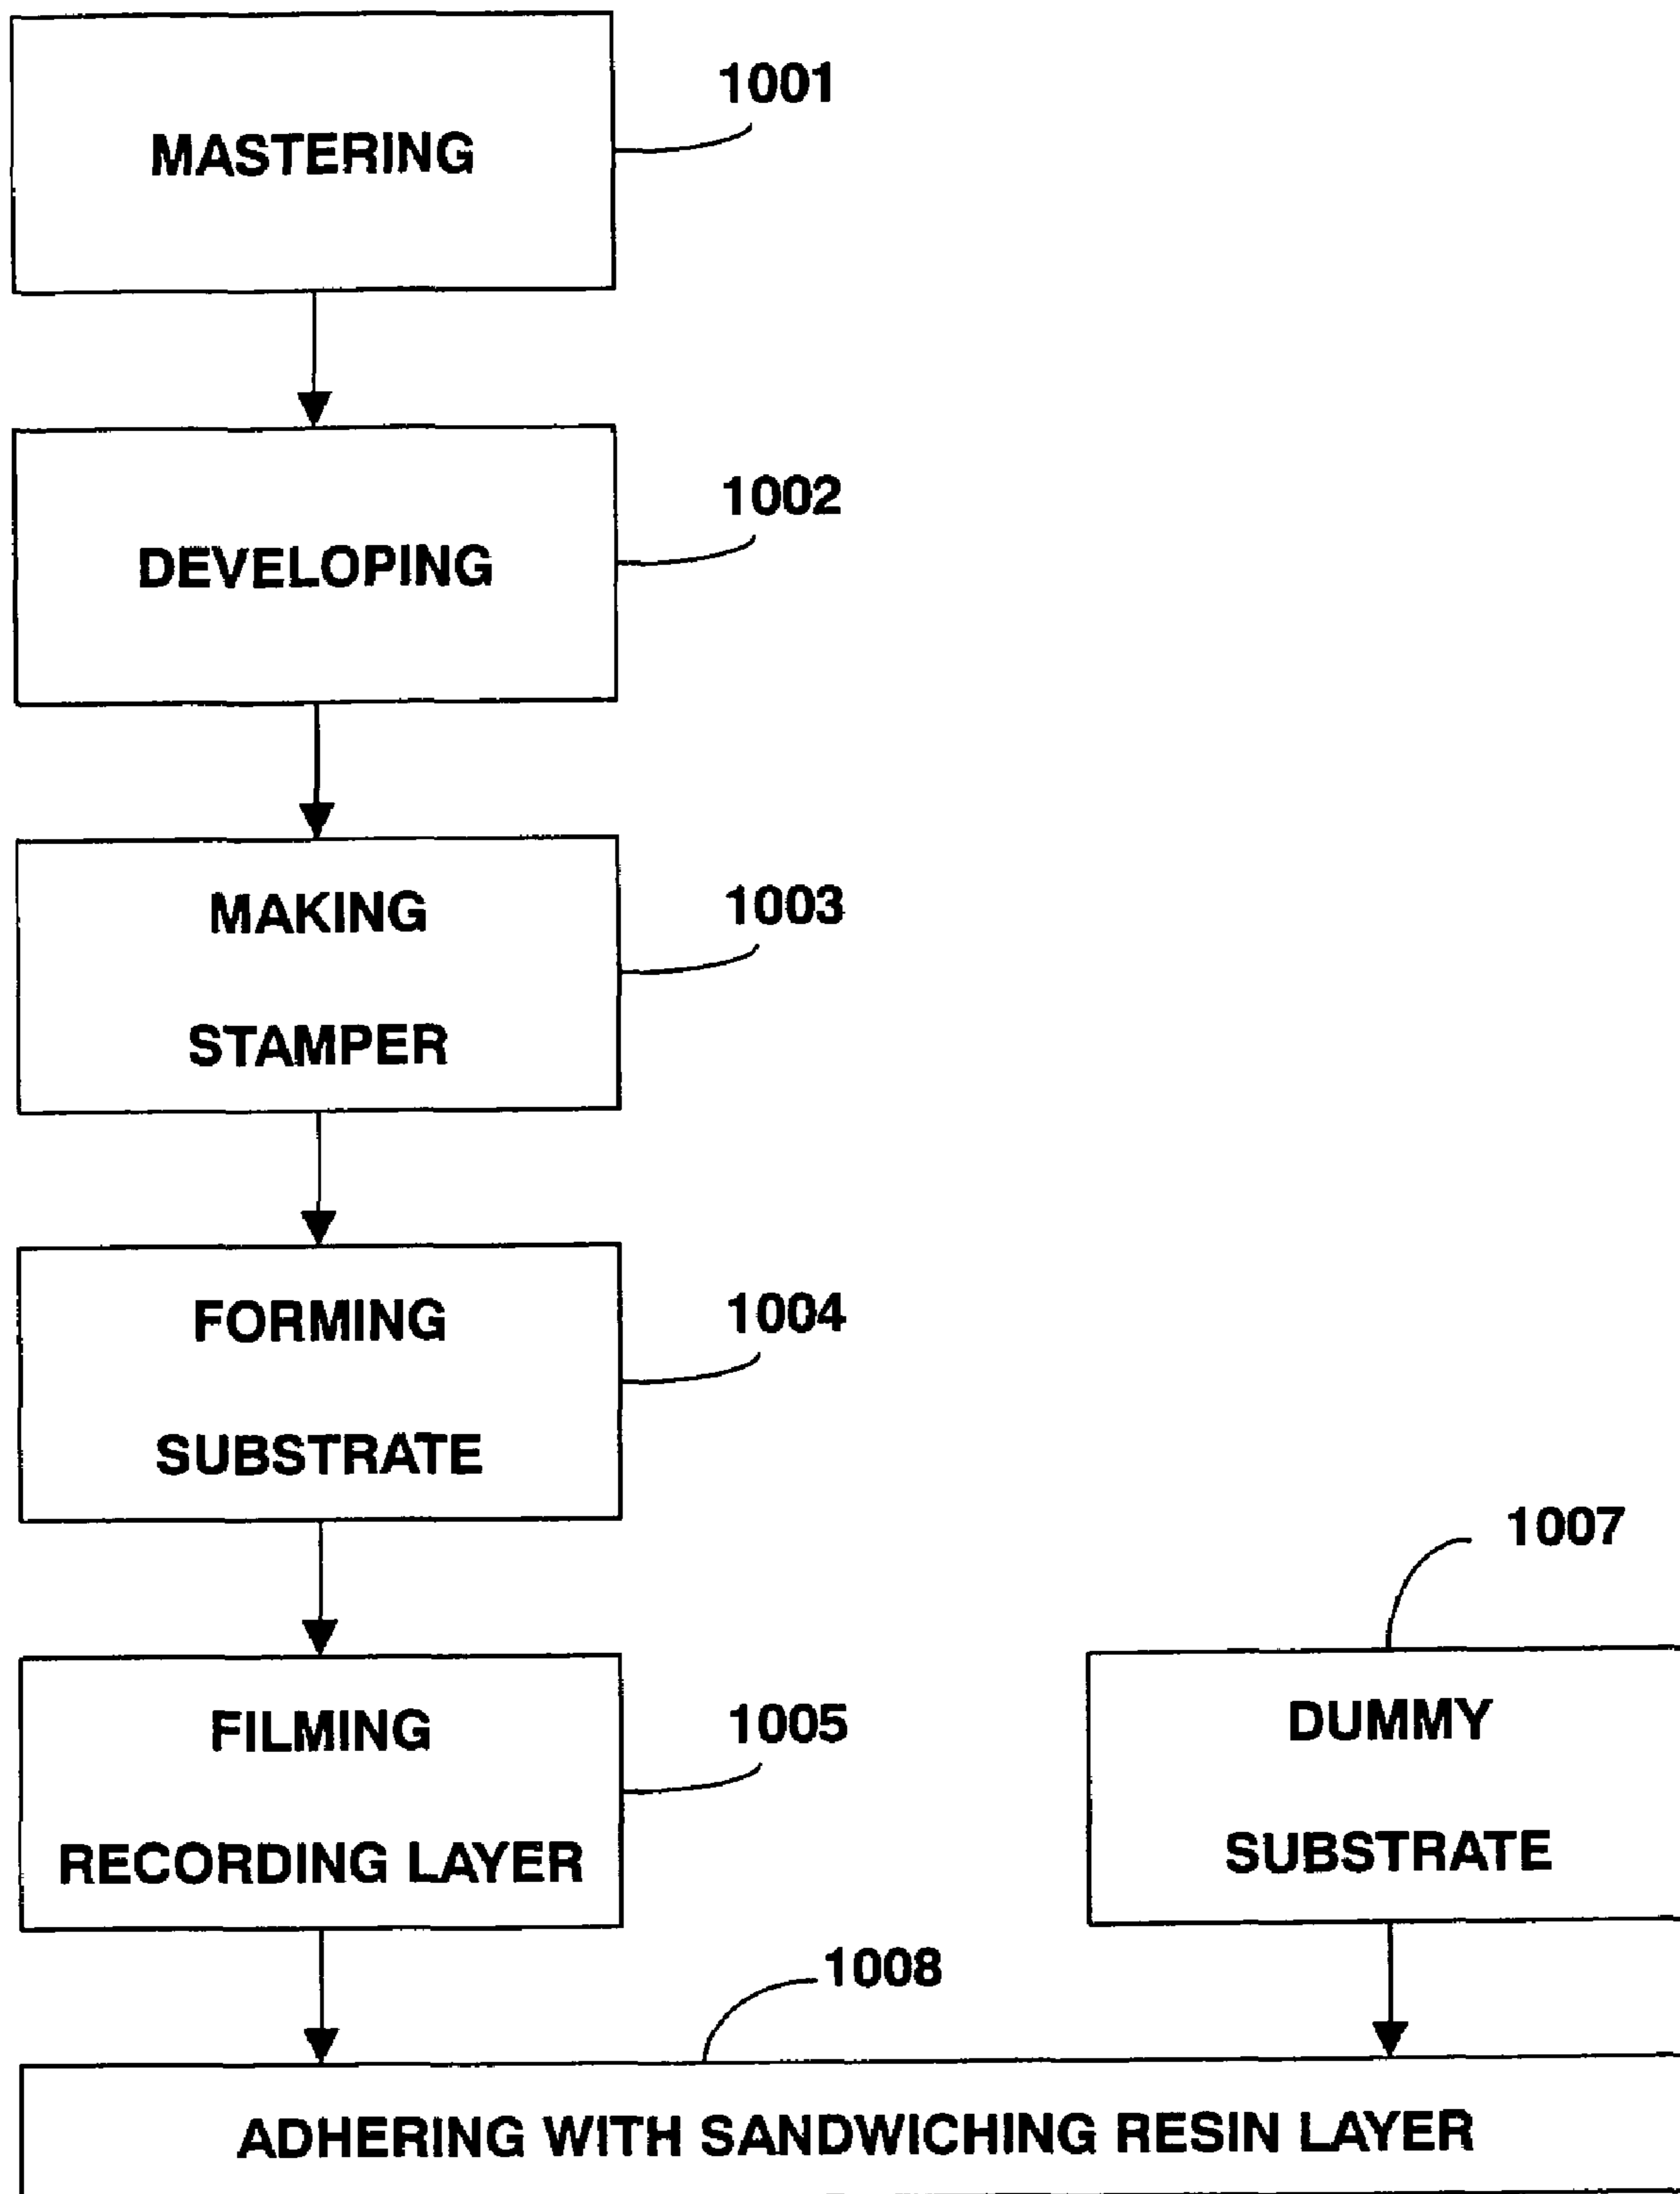 1001
MASTERING
1002
DEVELOPING
1003
MAKING
STAMPER
1004
FORMING
SUBSTRATE
1005
FILMING
RECORDING LAYER
1007
DUMMY
SUBSTRATE
1008
ADHERING WITH SANDWICHING RESIN LAYER